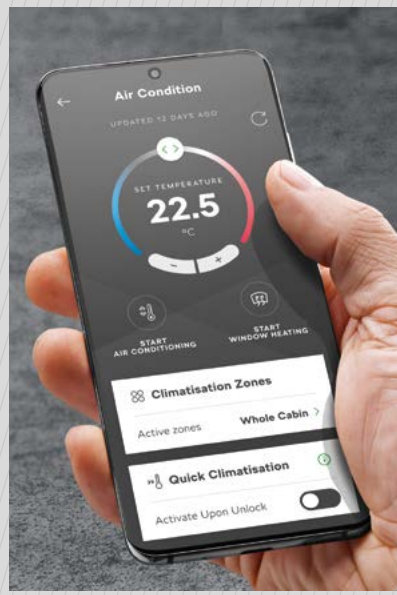 Air Condition
UPDATED 12 DAYS AGO
SET TEMPERATURE
22.5
°C
- +
START
AIR CONDITIONING
START
WINDOW HEATING
Climatisation Zones
Active zones Whole Cabin >
Quick Climatisation
Activate Upon Unlock